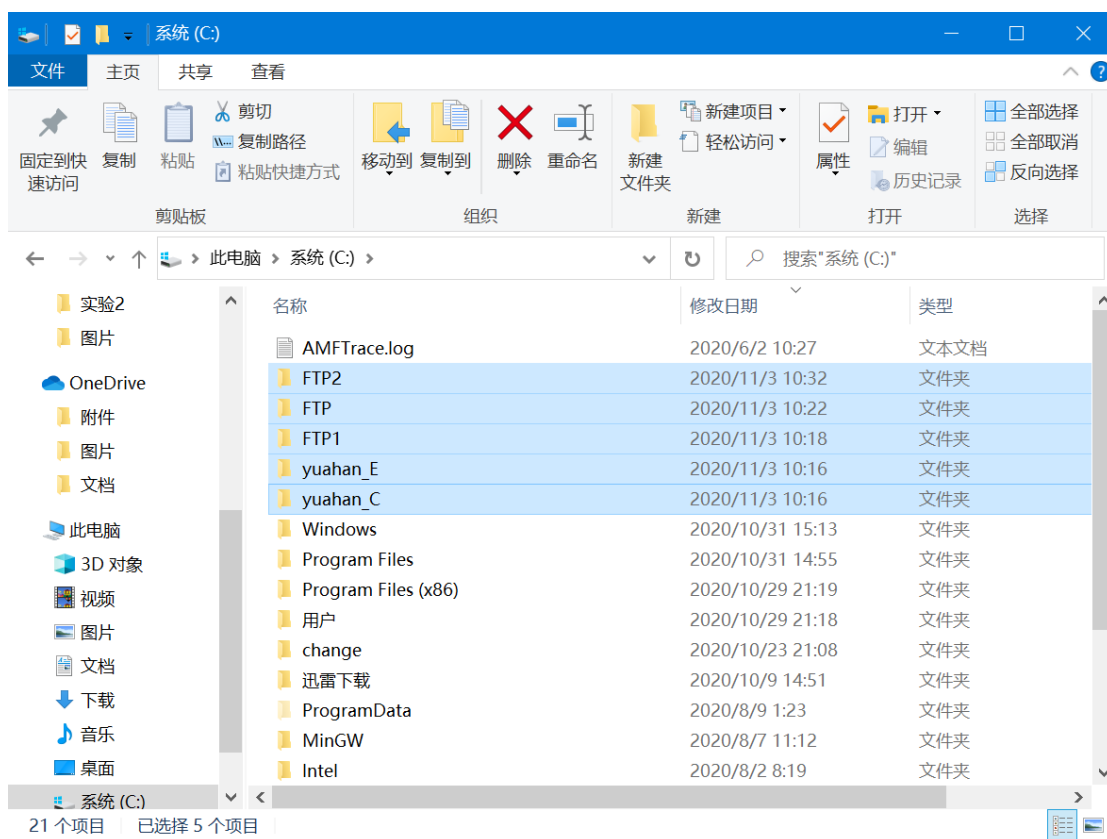 系统 (C:)
文件 主页 共享 查看
固定到快速访问
复制
粘贴
剪切
复制路径
粘贴快捷方式
移动到
复制到
删除
重命名
新建
文件夹
新建项目
轻松访问
属性
打开
编辑
历史记录
全部选择
全部取消
反向选择
剪贴板 组织 新建 打开 选择
此电脑 > 系统 (C:) >
搜索"系统 (C:)"
实验2
图片
OneDrive
附件
图片
文档
此电脑
3D 对象
视频
图片
文档
下载
音乐
桌面
系统 (C:)
名称 修改日期 类型
AMFTrace.log 2020/6/2 10:27 文本文档
FTP2 2020/11/3 10:32 文件夹
FTP 2020/11/3 10:22 文件夹
FTP1 2020/11/3 10:18 文件夹
yuahan_E 2020/11/3 10:16 文件夹
yuahan_C 2020/11/3 10:16 文件夹
Windows 2020/10/31 15:13 文件夹
Program Files 2020/10/31 14:55 文件夹
Program Files (x86) 2020/10/29 21:19 文件夹
用户 2020/10/29 21:18 文件夹
change 2020/10/23 21:08 文件夹
迅雷下载 2020/10/9 14:51 文件夹
ProgramData 2020/8/9 1:23 文件夹
MinGW 2020/8/7 11:12 文件夹
Intel 2020/8/2 8:19 文件夹
21 个项目 已选择 5 个项目